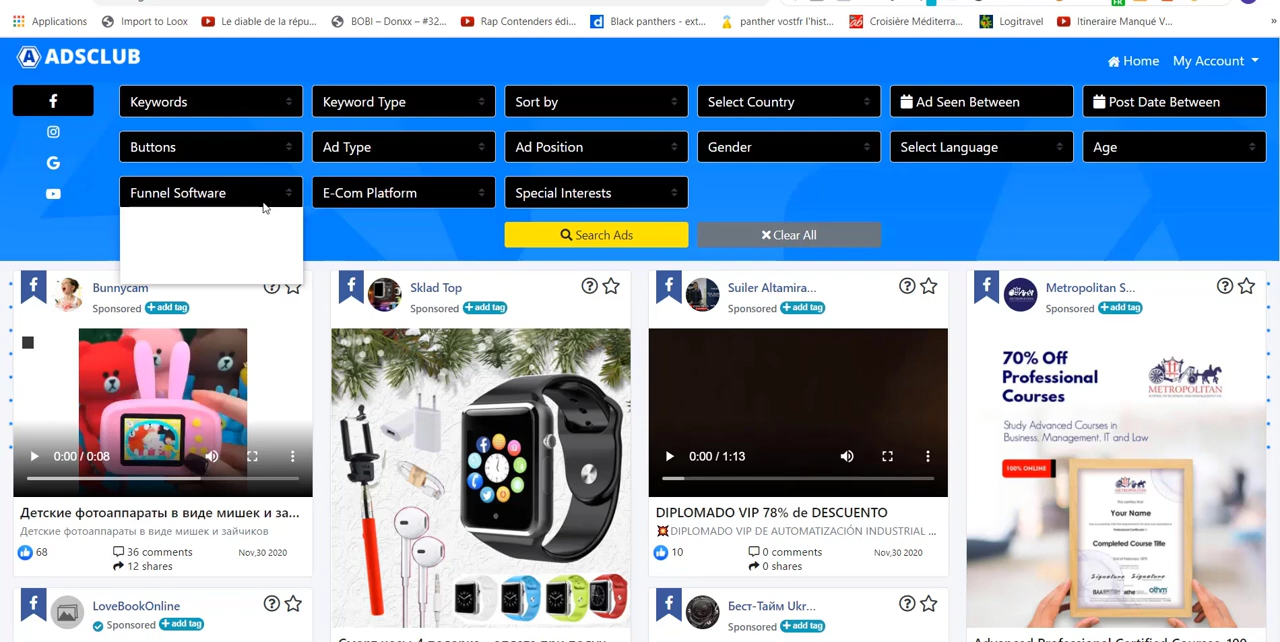 Applications
Import to Loox
Le diable de la répu...
BOBI – Donxx – #32...
Rap Contenders édi...
Black panthers - ext...
panther vostfr l'hist...
Croisière Méditerra...
Logitravel
Itineraire Manqué V...
»
ADSCLUB
Home
My Account
Keywords
Keyword Type
Sort by
Select Country
Ad Seen Between
Post Date Between
Buttons
Ad Type
Ad Position
Gender
Select Language
Age
Funnel Software
E-Com Platform
Special Interests
Search Ads
Clear All
Bunnycam
Sponsored
add tag
Sklad Top
Sponsored
add tag
Suiler Altamira...
Sponsored
add tag
Metropolitan S...
Sponsored
add tag
0:00 / 0:08
0:00 / 1:13
70% Off
Professional
Courses
METROPOLITAN
Study Advanced Courses in
Business, Management, IT and Law
100% ONLINE
Your Name
Completed Course Title
Детские фотоаппараты в виде мишек и за...
Детские фотоаппараты в виде мишек и зайчиков
68
36 comments
12 shares
Nov,30 2020
DIPLOMADO VIP 78% de DESCUENTO
DIPLOMADO VIP DE AUTOMATIZACIÓN INDUSTRIAL ...
10
0 comments
0 shares
Nov,30 2020
LoveBookOnline
Sponsored
add tag
Бест-Тайм Ukr...
Sponsored
add tag